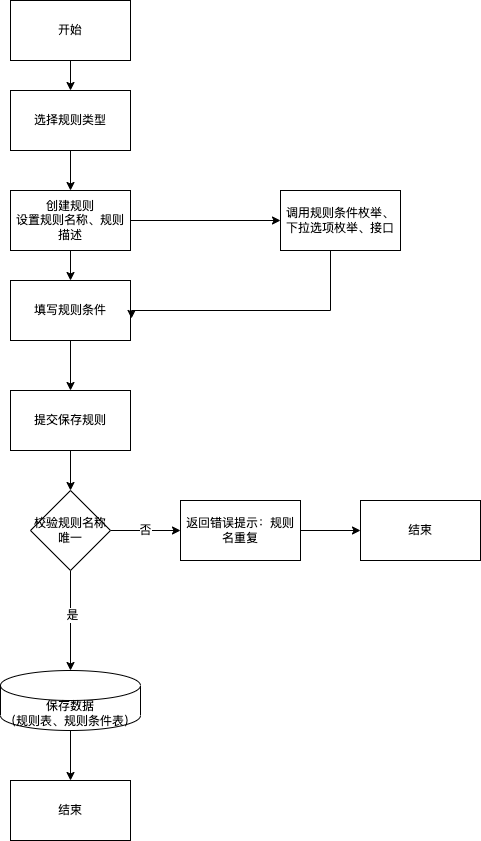 开始
选择规则类型
创建规则
设置规则名称、规则
描述
调用规则条件枚举、
下拉选项枚举、接口
填写规则条件
提交保存规则
校验规则名称
唯一
否
返回错误提示：规则
名重复
结束
是
保存数据
（规则表、规则条件表）
结束